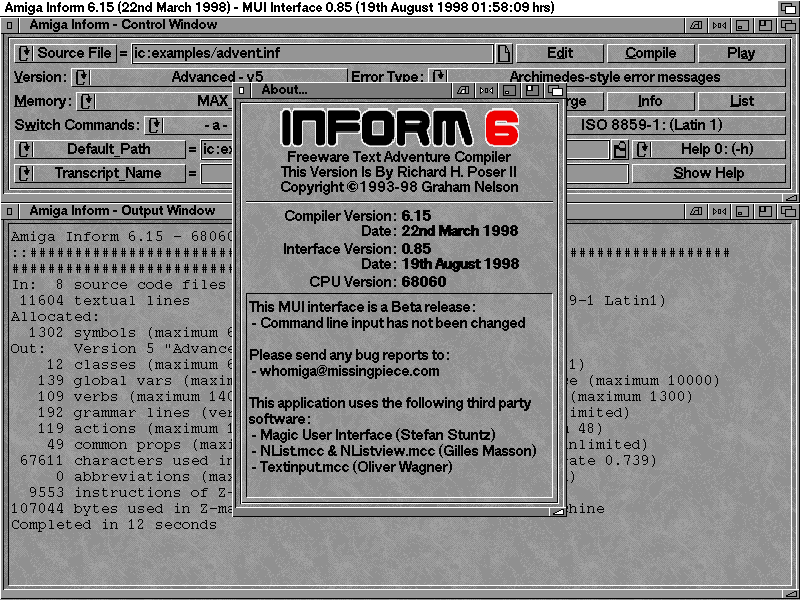 Amiga Inform 6.15 (22nd March 1998) - MUI Interface 0.85 (19th August 1998 01:58:09 hrs)
Amiga Inform - Control Window
Source File = ic:examples/advent.inf Edit Compile Play
Version: Advanced - v5 Error Type: Archimedes-style error messages
Memory: MAX Info List
Switch Commands: - a - ISO 8859-1: (Latin 1)
Default_Path = Help 0: (-h)
Transcript_Name = Show Help
About...
INFORM 6
Freeware Text Adventure Compiler
This Version Is By Richard H. Poser II
Copyright ©1993-98 Graham Nelson
Compiler Version: 6.15
Date: 22nd March 1998
Interface Version: 0.85
Date: 19th August 1998
CPU Version: 68060
This MUI interface is a Beta release:
- Command line input has not been changed
Please send any bug reports to:
- whomiga@missingpiece.com
This application uses the following third party
software:
- Magic User Interface (Stefan Stuntz)
- NList.mcc & NListview.mcc (Gilles Masson)
- Textinput.mcc (Oliver Wagner)
Amiga Inform - Output Window
Amiga Inform 6.15 - 68060
In: 8 source code files
11604 textual lines 9-1 Latin1)
Allocated:
1302 symbols (maximum
Out: Version 5 "Advance
12 classes (maximum
139 global vars (maxim (maximum 10000)
109 verbs (maximum 140 (maximum 1300)
192 grammar lines (ver
119 actions (maximum 1 48)
49 common props (maxi
67611 characters used in rate 0.739)
0 abbreviations (max
9553 instructions of Z-
107044 bytes used in Z-ma
Completed in 12 seconds